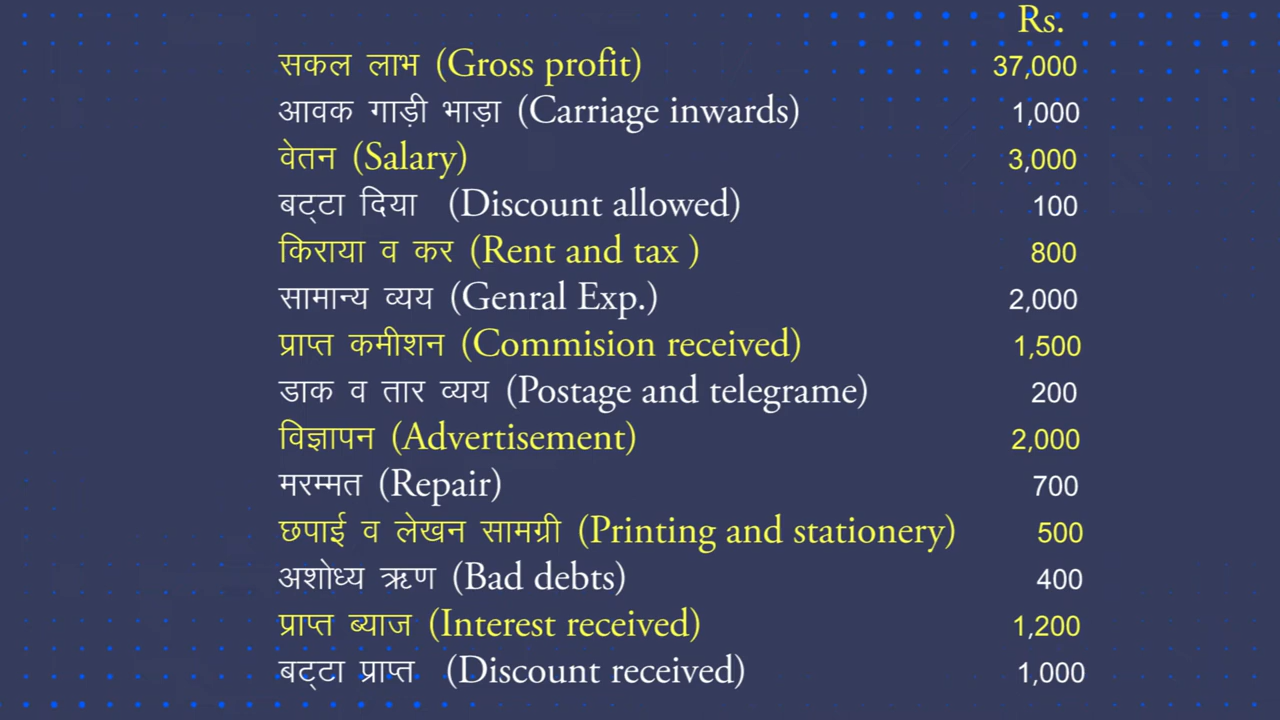 Rs.
सकल लाभ (Gross profit) 37,000
आवक गाड़ी भाड़ा (Carriage inwards) 1,000
वेतन (Salary) 3,000
बट्टा दिया (Discount allowed) 100
किराया व कर (Rent and tax ) 800
सामान्य व्यय (Genral Exp.) 2,000
प्राप्त कमीशन (Commision received) 1,500
डाक व तार व्यय (Postage and telegrame) 200
विज्ञापन (Advertisement) 2,000
मरम्मत (Repair) 700
छपाई व लेखन सामग्री (Printing and stationery) 500
अशोध्य ऋण (Bad debts) 400
प्राप्त ब्याज (Interest received) 1,200
बट्टा प्राप्त (Discount received) 1,000